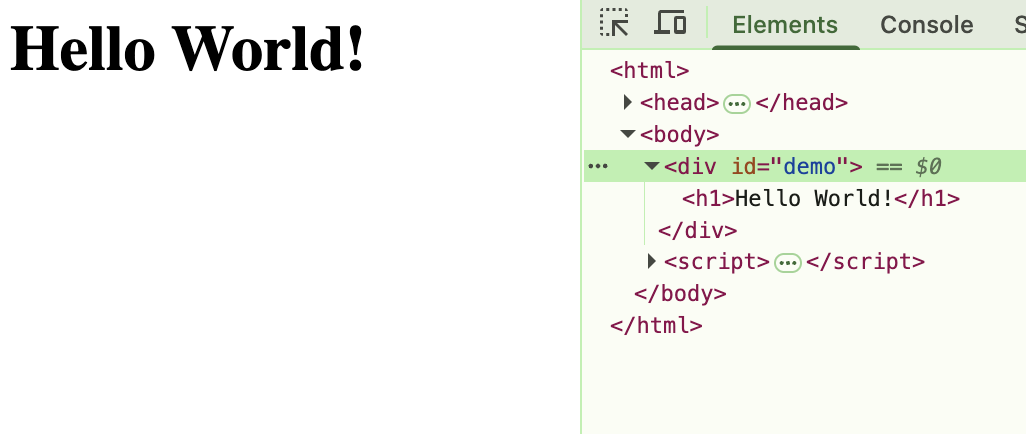 Hello World!
Elements Console S
<html>
<head> ··· </head>
<body>
··· <div id="demo"> == $0
<h1>Hello World!</h1>
</div>
<script> ··· </script>
</body>
</html>